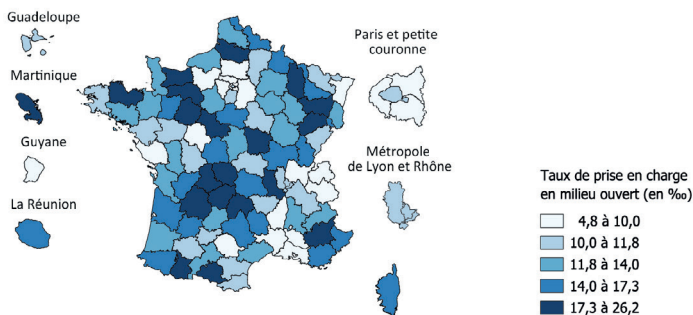 Guadeloupe
Martinique
Guyane
La Réunion
Paris et petite
couronne
Métropole
de Lyon et Rhône
Taux de prise en charge
en milieu ouvert (en ‰)
4,8 à 10,0
10,0 à 11,8
11,8 à 14,0
14,0 à 17,3
17,3 à 26,2